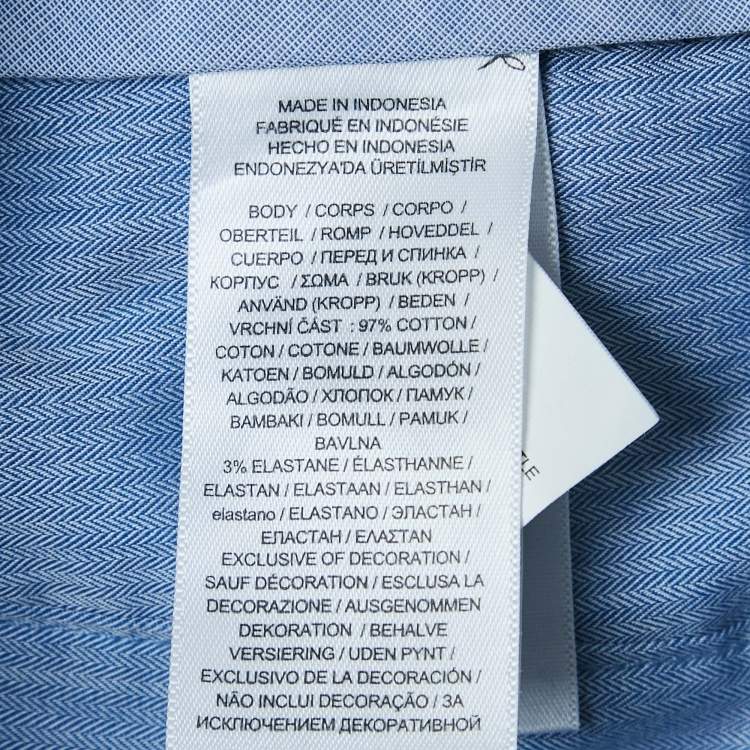 MADE IN INDONESIA
FABRIQUÉ EN INDONÉSIE
HECHO EN INDONESIA
ENDONEZYA'DA ÜRETİLMİŞTİR
BODY / CORPS / CORPO /
OBERTEIL / ROMP / HOVEDDEL /
CUERPO / ПЕРЕД И СПИНКА /
КОРПУС / ΣΩΜΑ / BRUK (KROPP) /
ANVÄND (KROPP) / BEDEN /
VRCHNÍ ČÁST : 97% COTTON /
COTON / COTONE / BAUMWOLLE /
KATOEN / BOMULD / ALGODÓN /
ALGODÃO / ХЛОПОК / ПАМУК /
BAMBAKI / BOMULL / PAMUK /
BAVLNA
3% ELASTANE / ÉLASTHANNE /
ELASTAN / ELASTAAN / ELASTHAN /
elastano / ELASTANO / ЭЛАСТАН /
ЕЛАСТАН / ΕΛΑΣΤΑΝ
EXCLUSIVE OF DECORATION /
SAUF DÉCORATION / ESCLUSA LA
DECORAZIONE / AUSGENOMMEN
DEKORATION / BEHALVE
VERSIERING / UDEN PYNT /
EXCLUSIVO DE LA DECORACIÓN /
NÃO INCLUI DECORAÇÃO / ЗА
ИСКЛЮЧЕНИЕМ ДЕКОРАТИВНОЙ